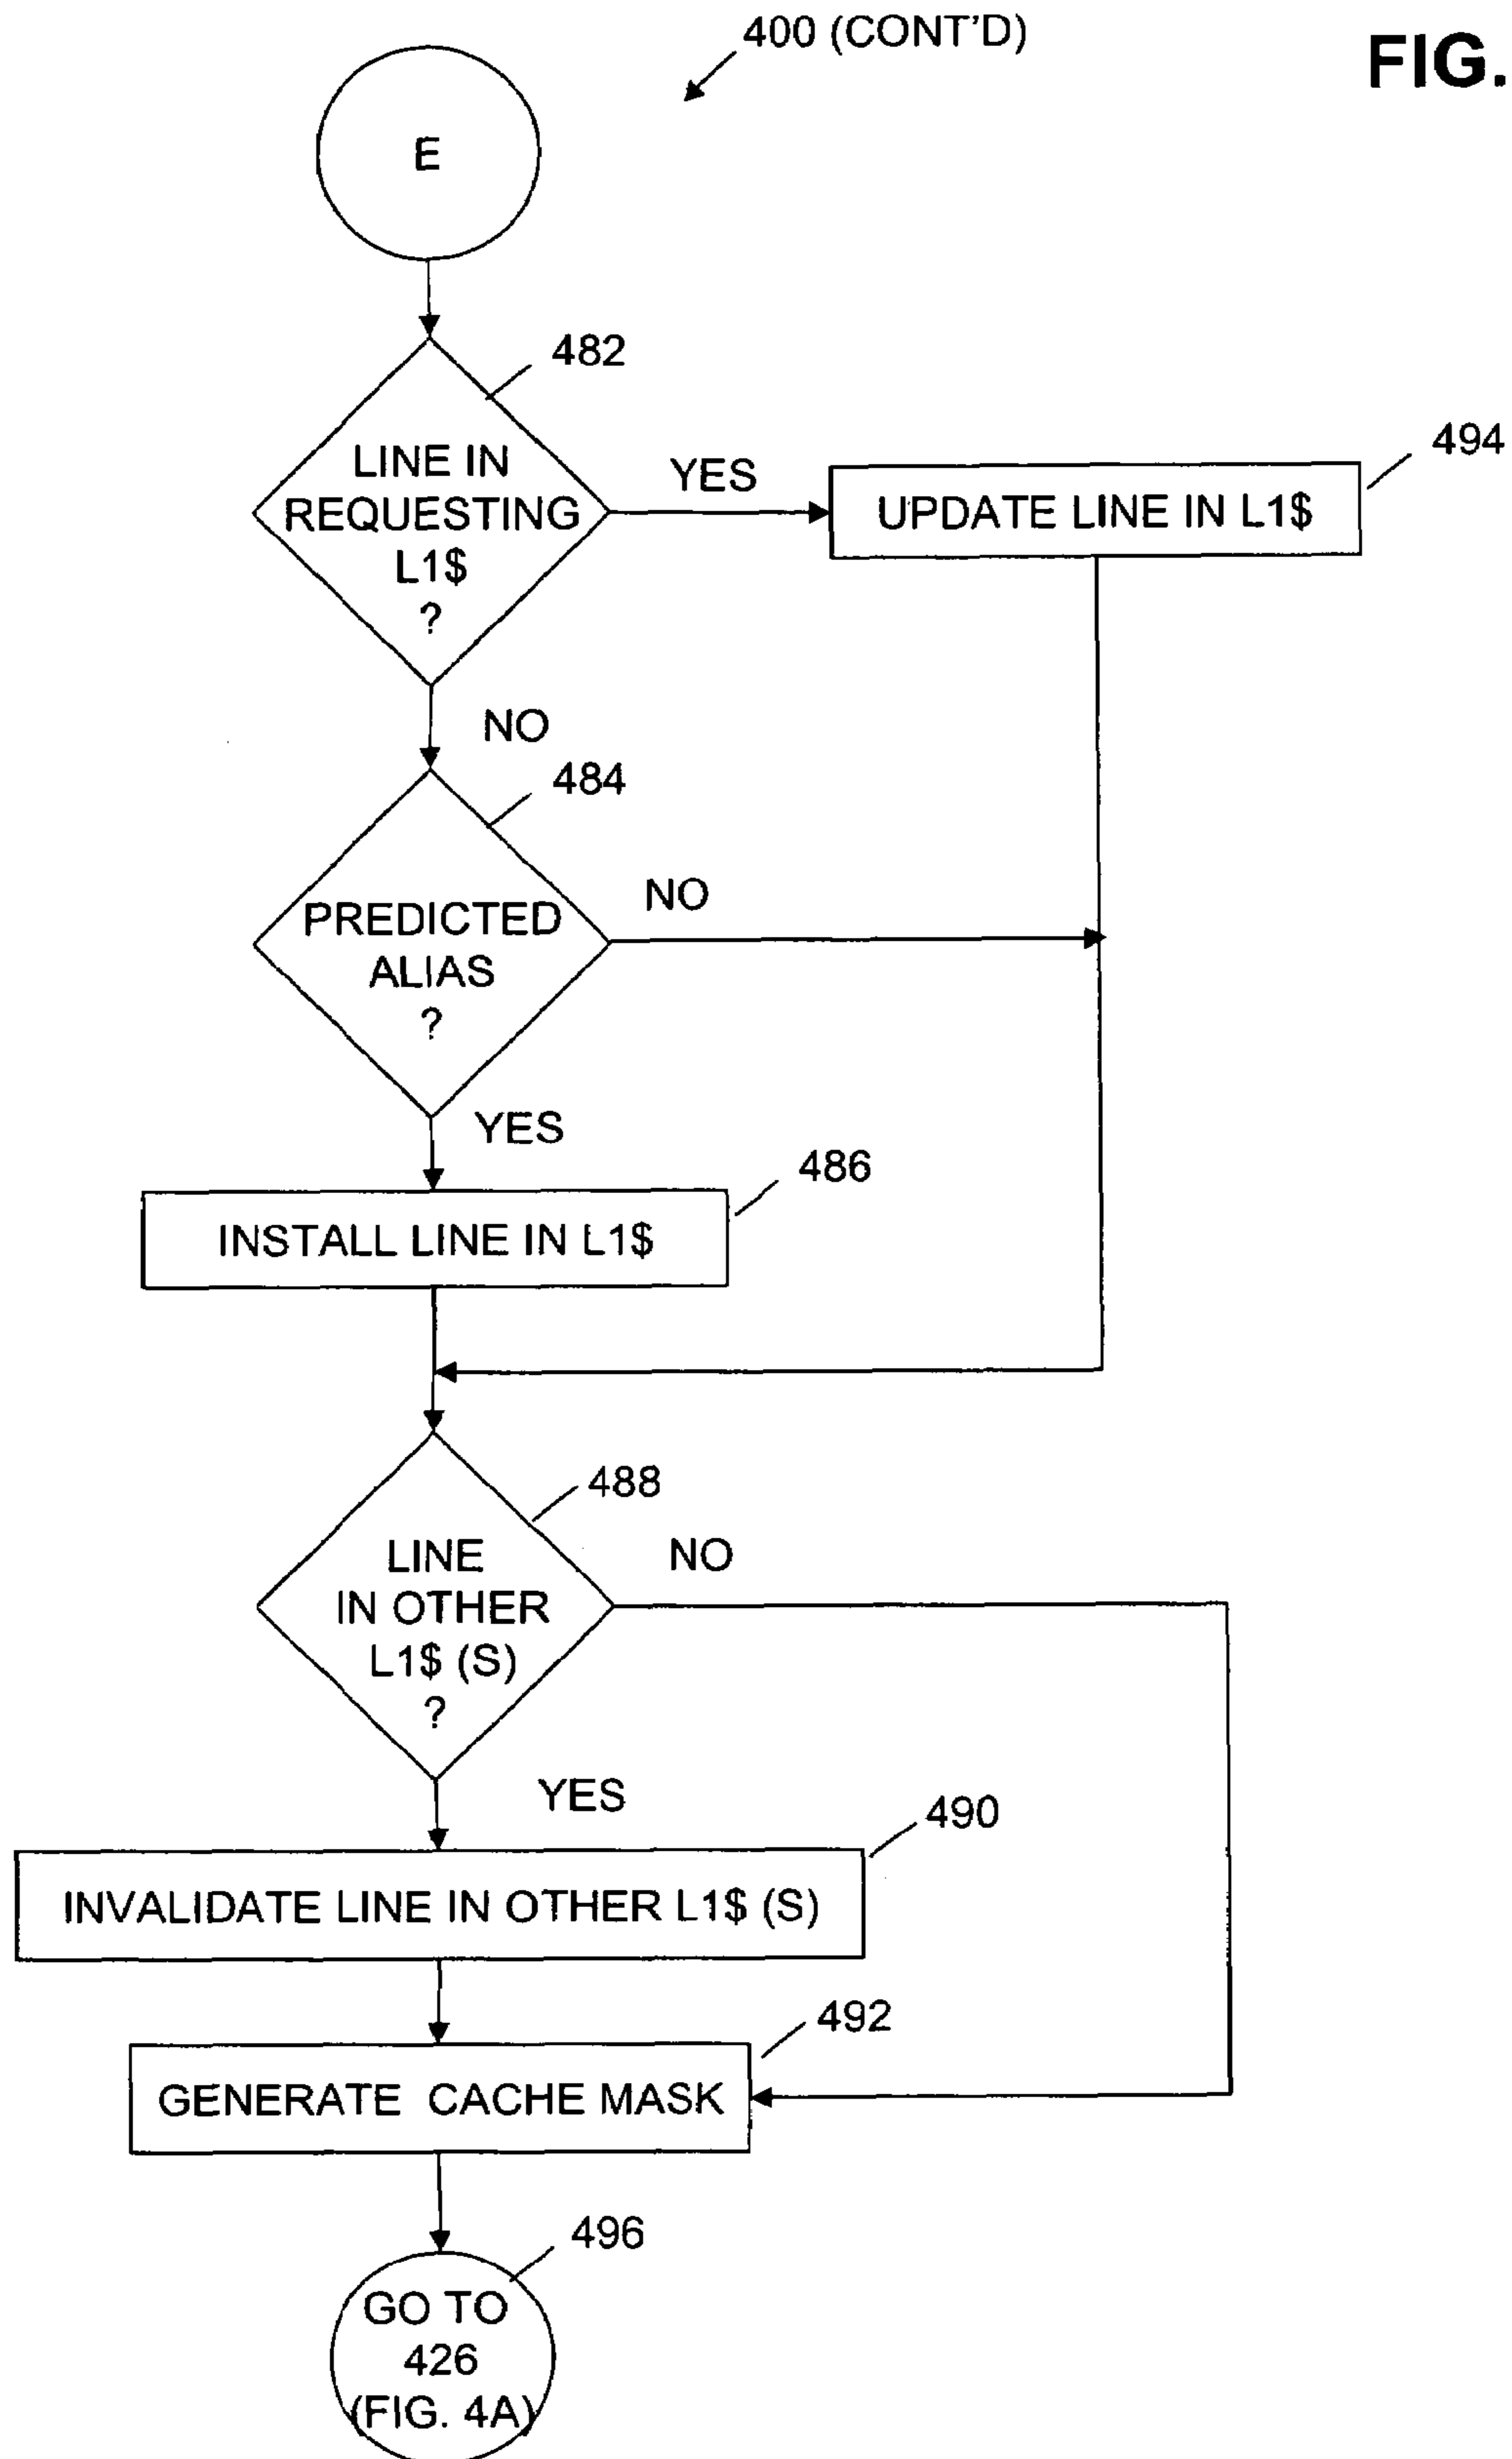 400 (CONT'D)
FIG.
E
482
LINE IN
REQUESTING
L1$
?
YES
494
UPDATE LINE IN L1$
NO
484
PREDICTED
ALIAS
?
NO
YES
486
INSTALL LINE IN L1$
488
LINE
IN OTHER
L1$ (S)
?
NO
YES
490
INVALIDATE LINE IN OTHER L1$ (S)
492
GENERATE CACHE MASK
496
GO TO
426
(FIG. 4A)